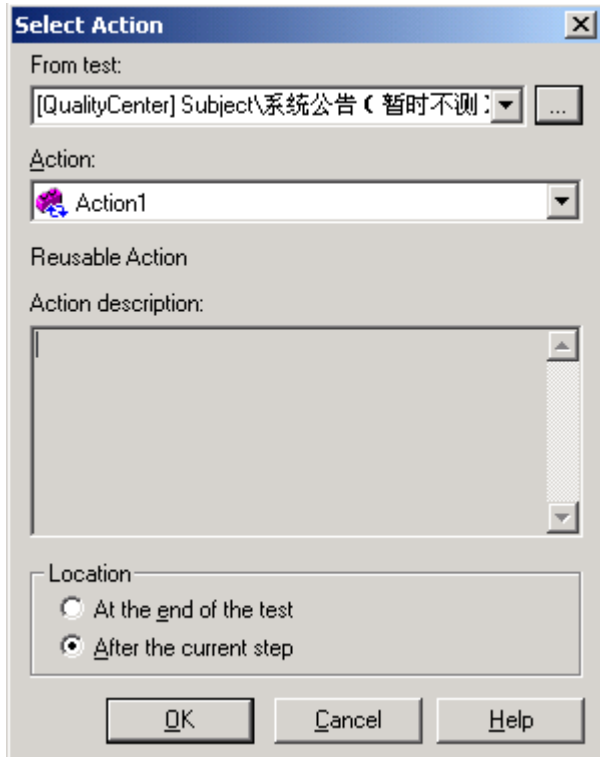 Select Action
From test:
[QualityCenter] Subject\系统公告（暂时不测）
...
Action:
Action1
Reusable Action
Action description:
Location
At the end of the test
After the current step
OK
Cancel
Help